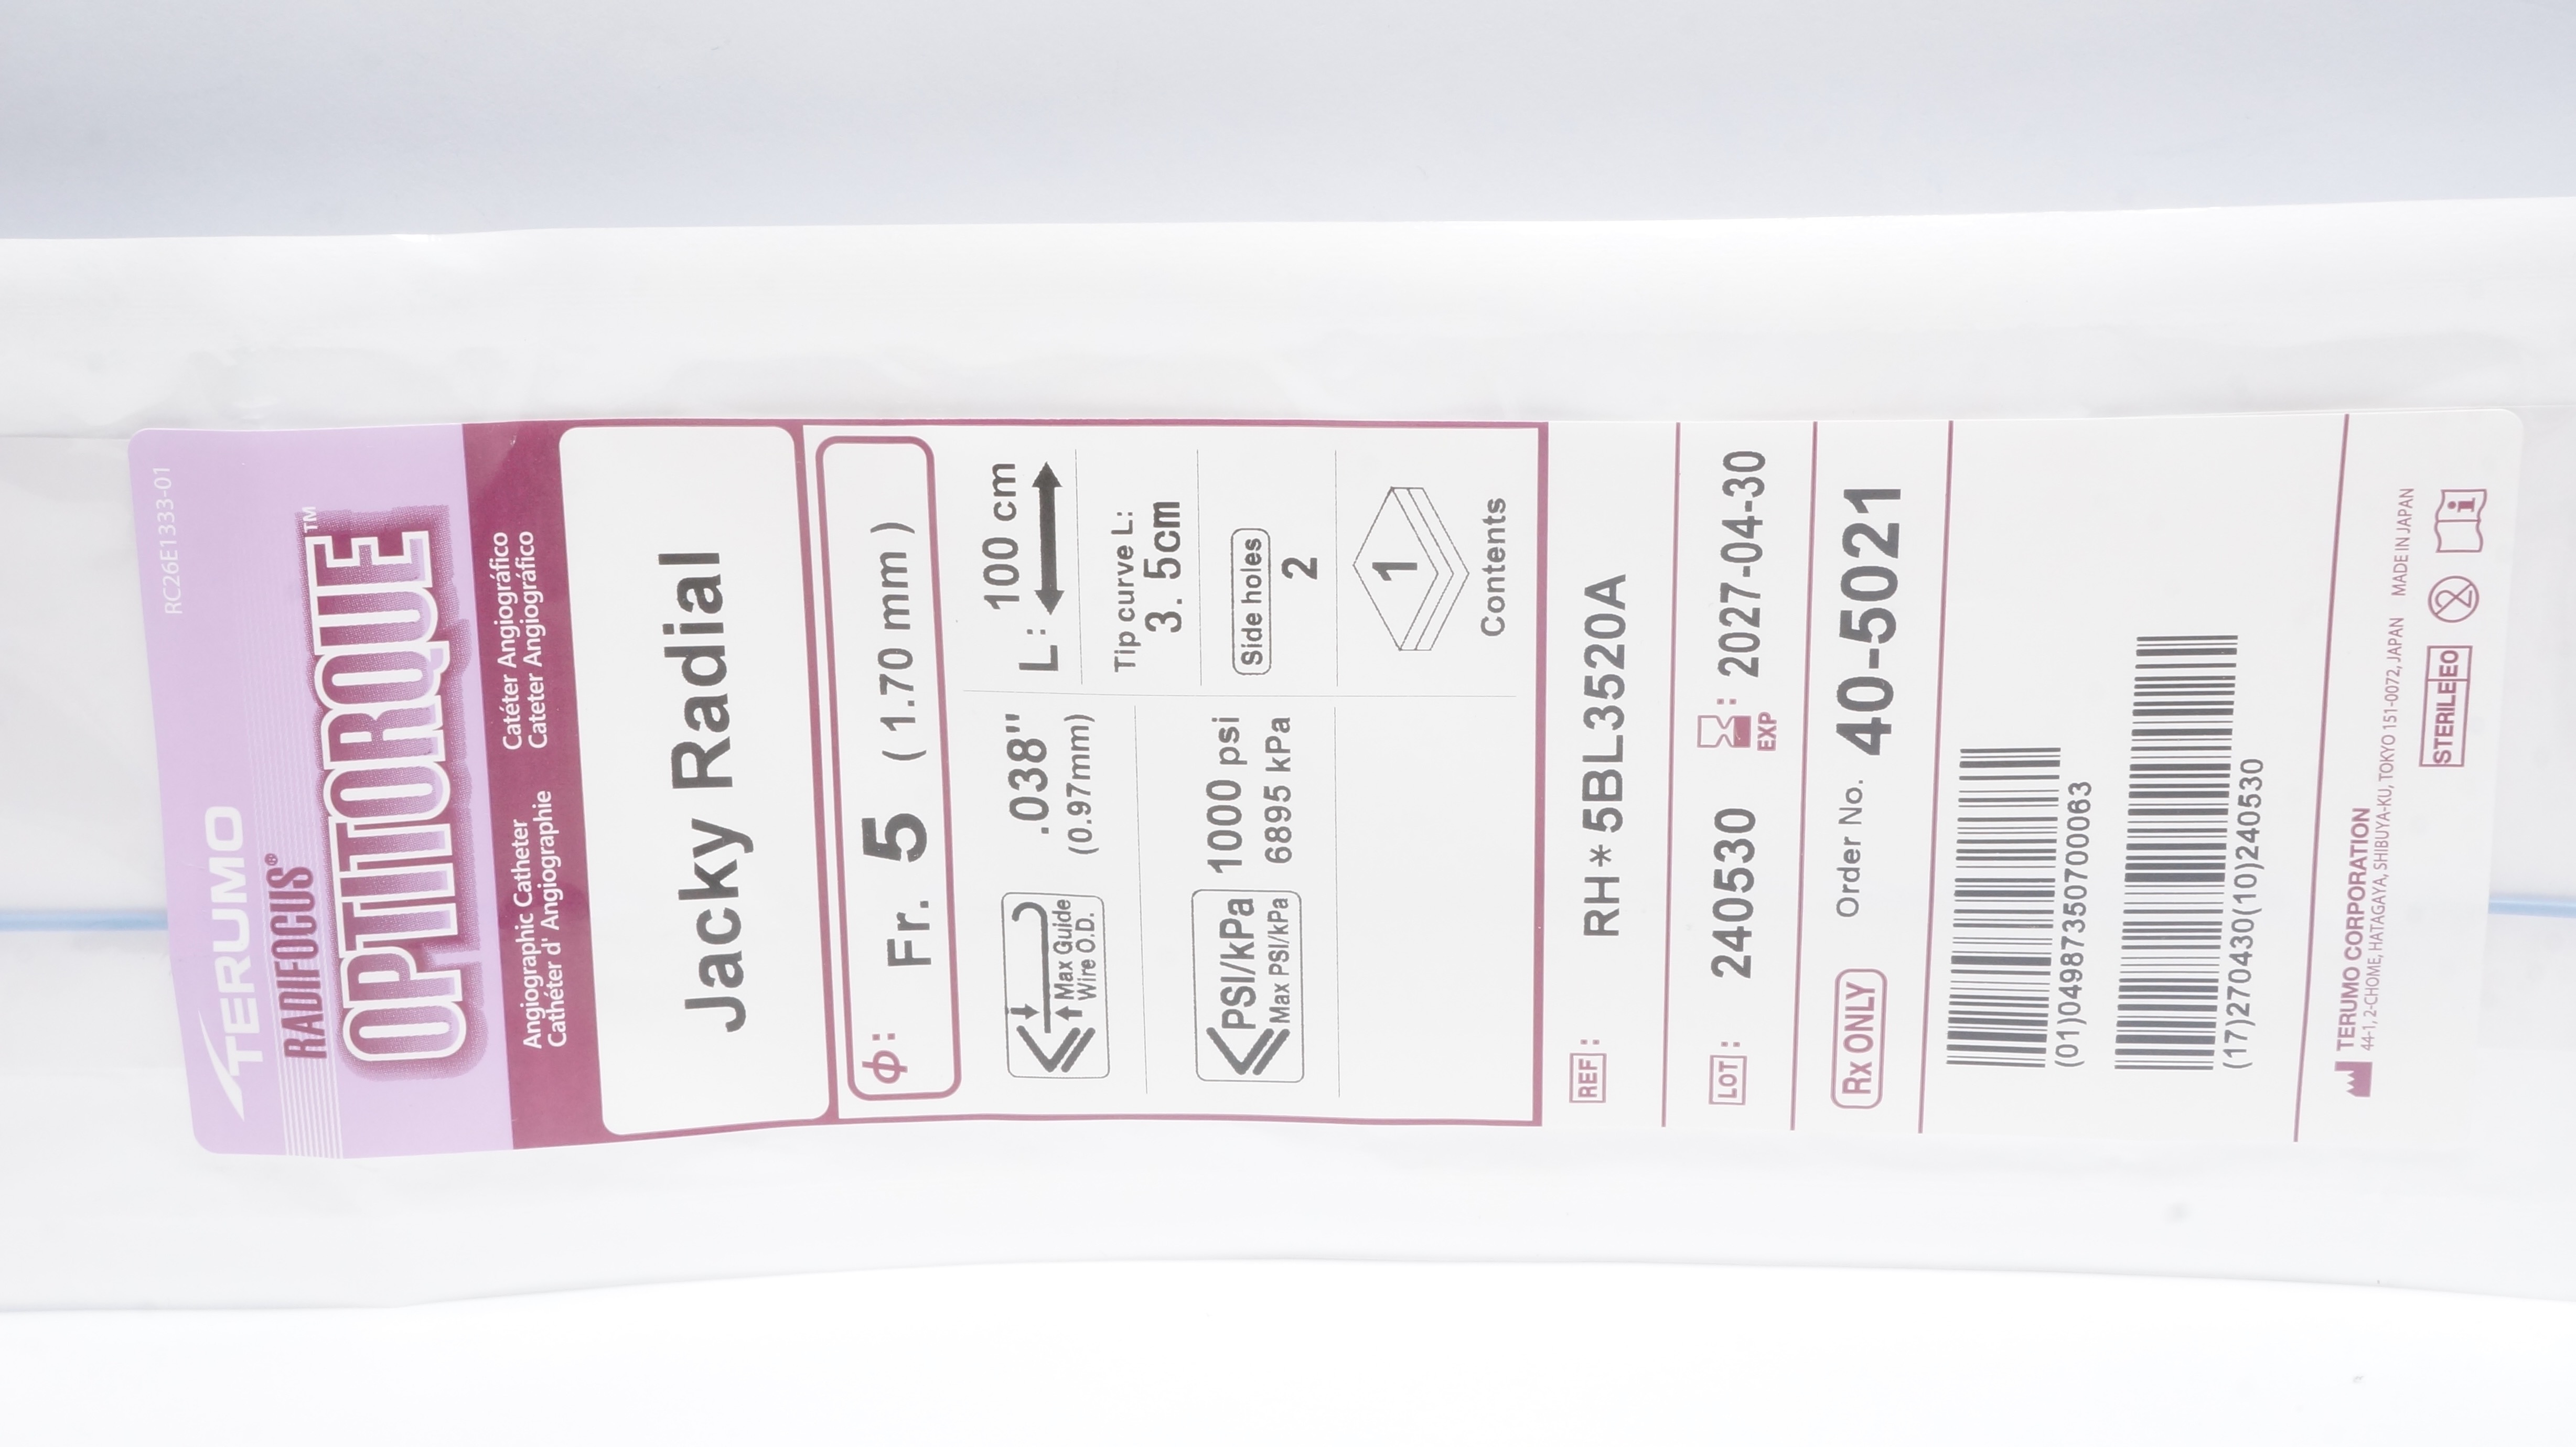 RC26E1333-01
TERUMO
RADIFOCUS®
OPTITORQUE™
Angiographic Catheter Catéter Angiográfico
Cathéter d' Angiographie Cateter Angiográfico
Jacky Radial
ϕ: Fr. 5 (1.70 mm)
Max Guide
Wire O.D.
.038"
(0.97mm)
L: 100 cm
Tip curve L:
3. 5cm
PSI/kPa
Max PSI/kPa
1000 psi
6895 kPa
Side holes
2
1
Contents
REF: RH*5BL3520A
LOT: 240530 EXP: 2027-04-30
Rx ONLY Order No. 40-5021
(01)04987350700063
(17)270430(10)240530
TERUMO CORPORATION
44-1, 2-CHOME, HATAGAYA, SHIBUYA-KU, TOKYO 151-0072, JAPAN MADE IN JAPAN
STERILE EO 2 i